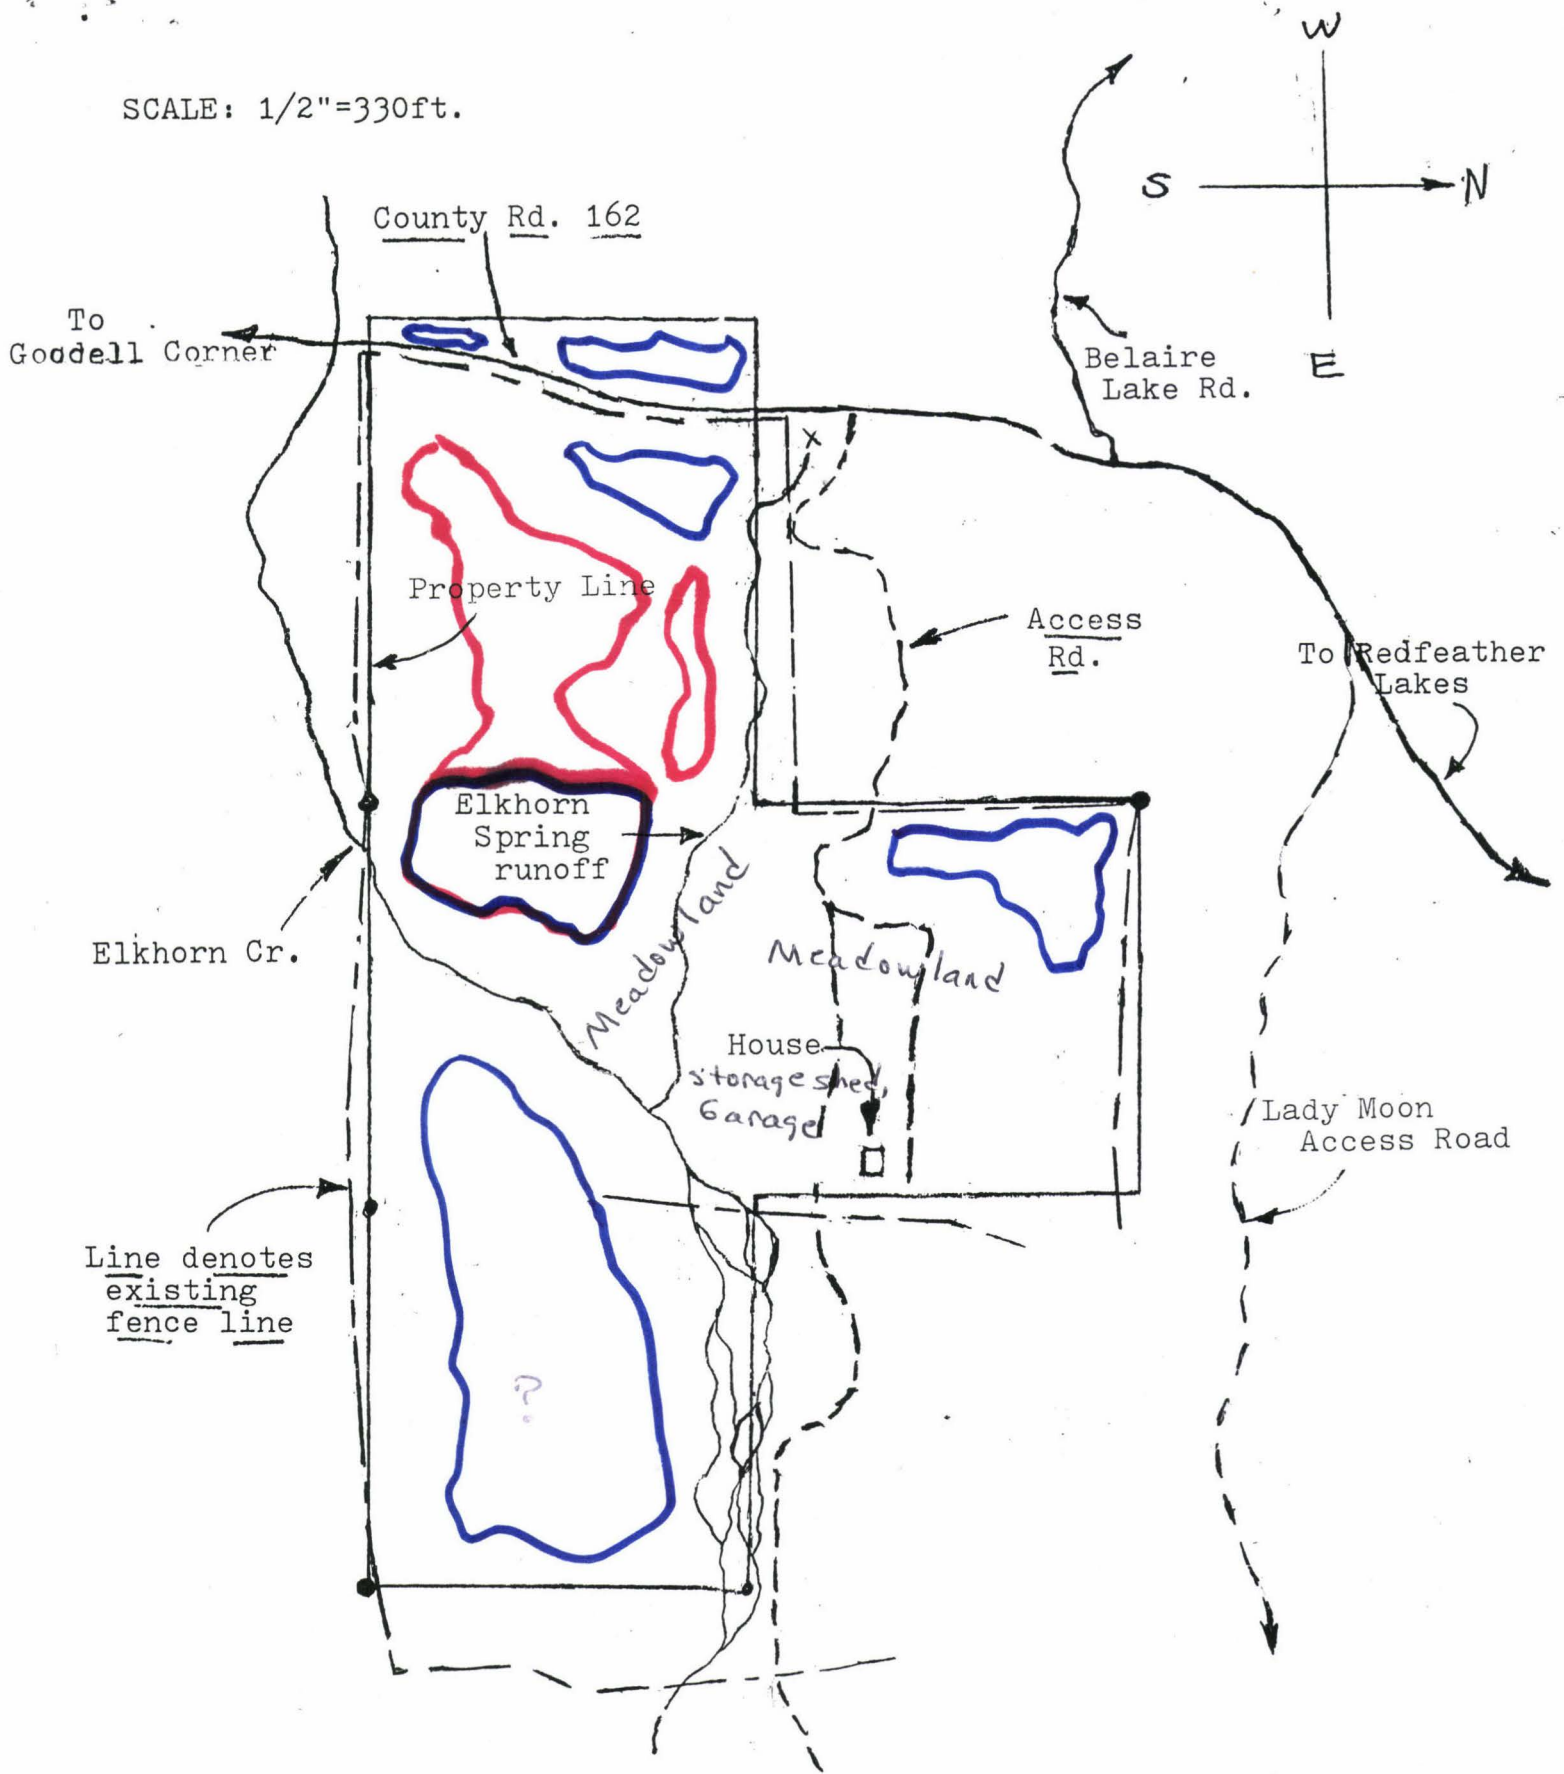 W
SCALE: 1/2"=330ft.
S
N
County Rd. 162
To
Goodell Corner
Belaire
Lake Rd.
E
x
Property Line
Access
Rd.
To Redfeather
Lakes
Elkhorn
Spring
runoff
Meadowland
Elkhorn Cr.
Meadowland
House
storage shed,
Garage
Lady Moon
Access Road
Line denotes
existing
fence line
?